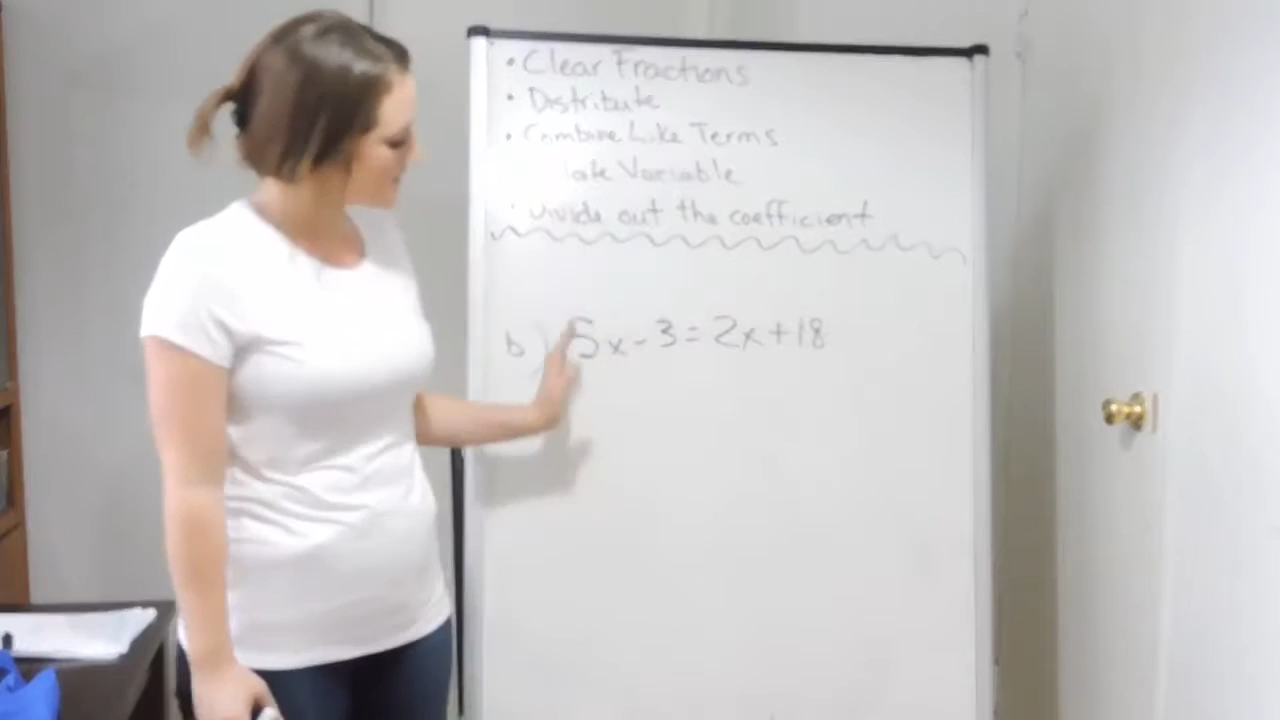 • Clear Fractions
• Distribute
• Combine Like Terms
Variable
• Divide out the coefficient
b) 5x-3=2x+18